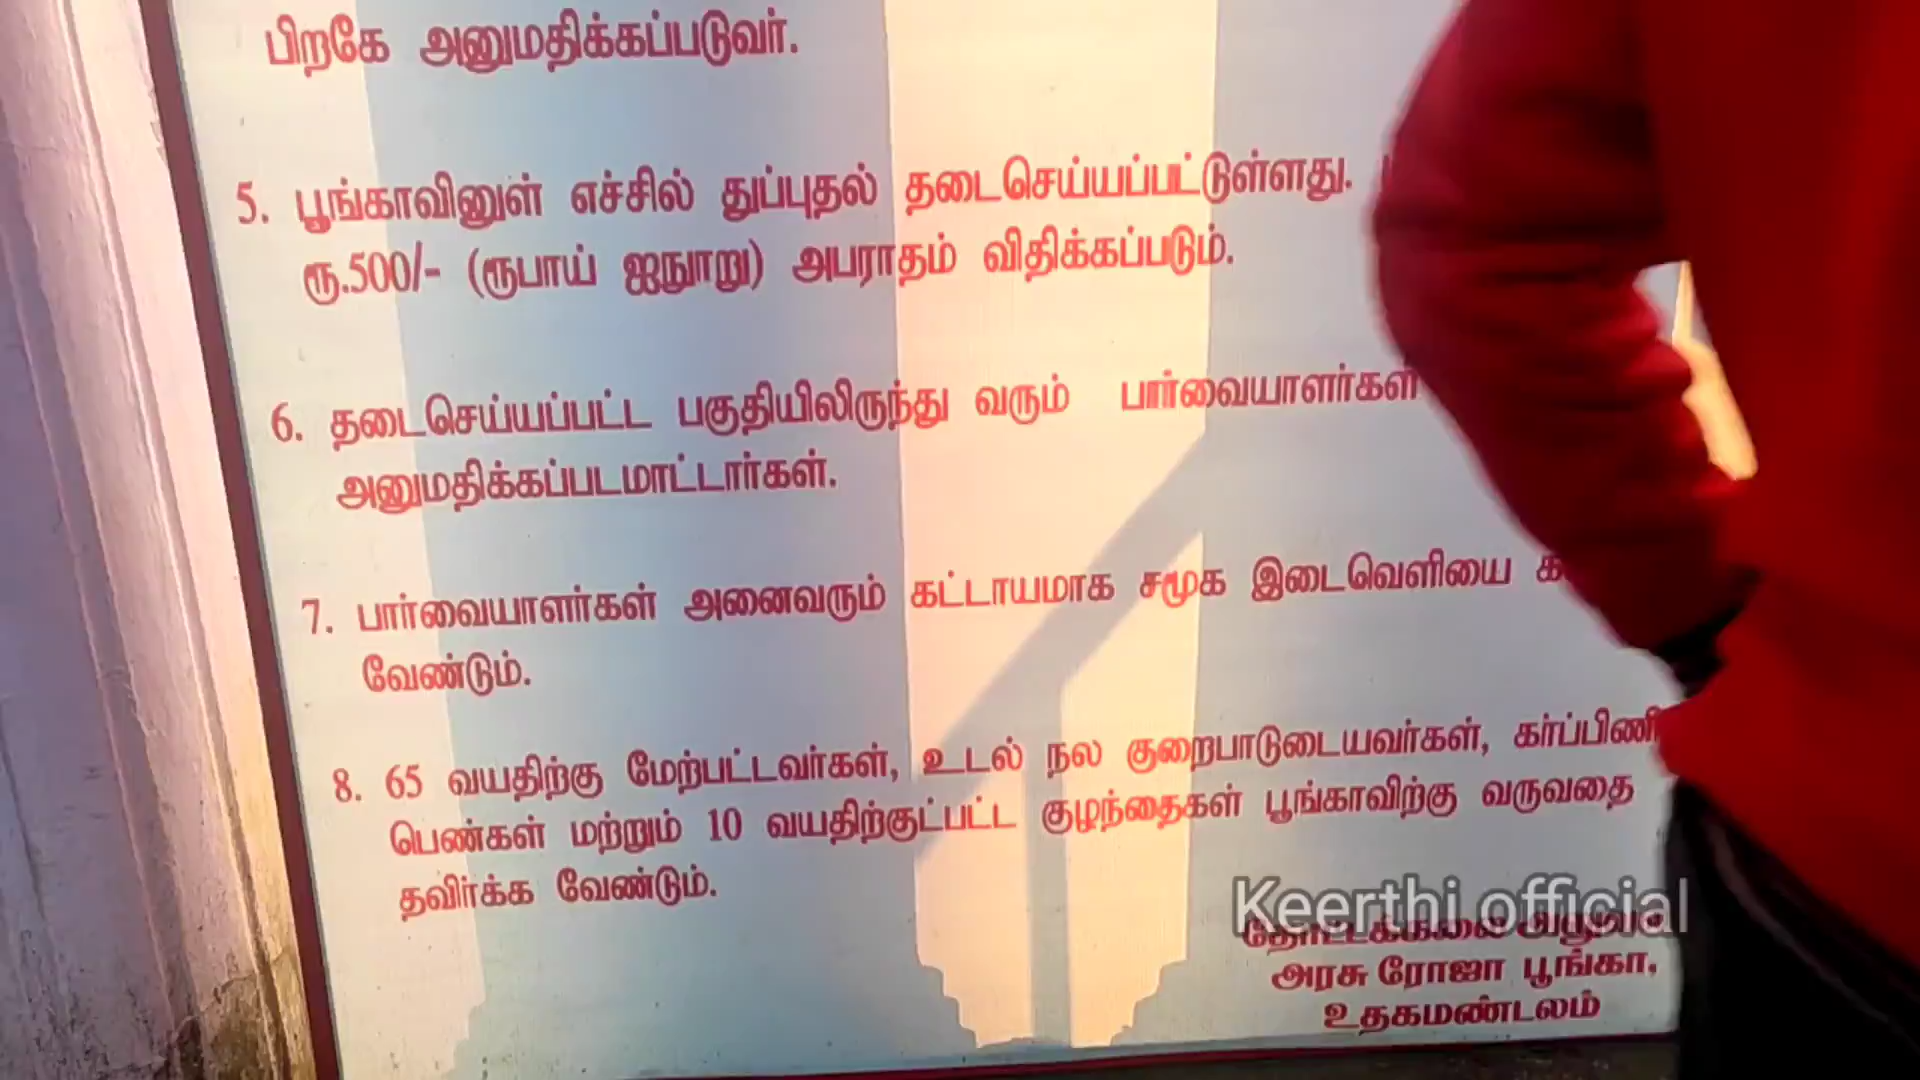 பிறகே அனுமதிக்கப்படுவர்.
5. பூங்காவினுள் எச்சில் துப்புதல் தடைசெய்யப்பட்டுள்ளது.
ரூ.500/- (ரூபாய் ஐநூறு) அபராதம் விதிக்கப்படும்.
6. தடைசெய்யப்பட்ட பகுதியிலிருந்து வரும் பார்வையாளர்கள்
அனுமதிக்கப்படமாட்டார்கள்.
7. பார்வையாளர்கள் அனைவரும் கட்டாயமாக சமூக இடைவெளியை
வேண்டும்.
8. 65 வயதிற்கு மேற்பட்டவர்கள், உடல் நல குறைபாடுடையவர்கள், கர்ப்பிணி
பெண்கள் மற்றும் 10 வயதிற்குட்பட்ட குழந்தைகள் பூங்காவிற்கு வருவதை
தவிர்க்க வேண்டும்.
Keerthi official
தோட்டக்கலை
அரசு ரோஜா பூங்கா,
உதகமண்டலம்